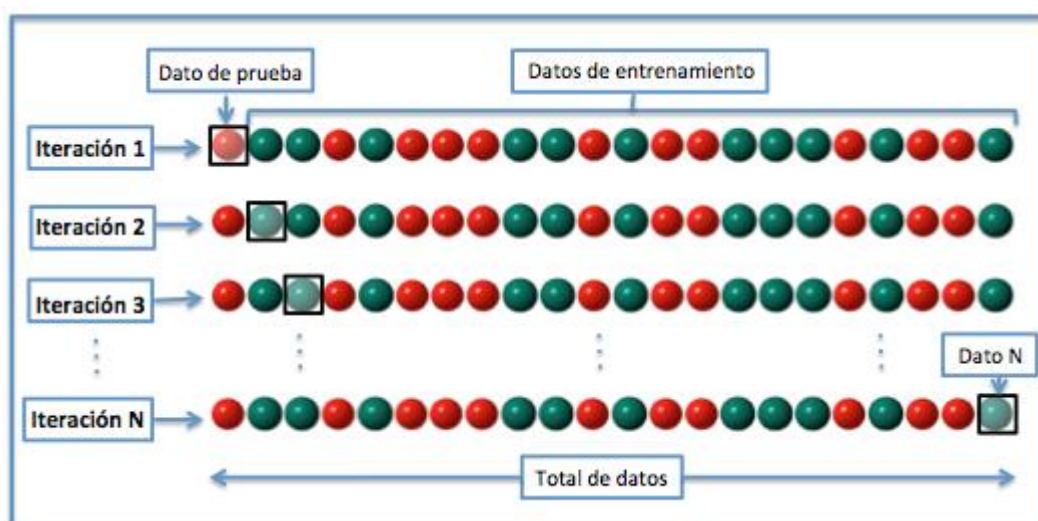 Dato de prueba
Datos de entrenamiento
Iteración 1
Iteración 2
Iteración 3
Dato N
Iteración N
Total de datos